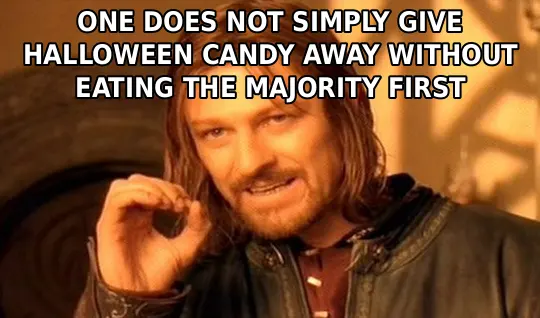 ONE DOES NOT SIMPLY GIVE
HALLOWEEN CANDY AWAY WITHOUT
EATING THE MAJORITY FIRST